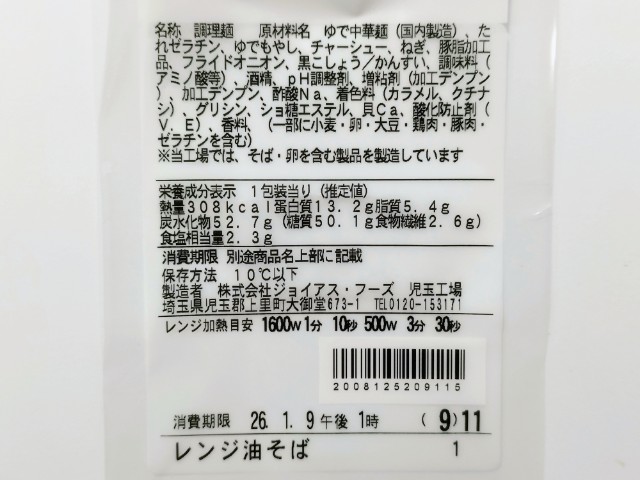 名称 調理麺 原材料名 ゆで中華麺(国内製造)、た
れゼラチン、ゆでもやし、チャーシュー、ねぎ、豚脂加工
品、フライドオニオン、黒こしょう/かんすい、調味料(
アミノ酸等)、酒精、pH調整剤、増粘剤(加工デンプン
)、加工デンプン、酢酸Na、着色料(カラメル、クチナ
シ)、グリシン、ショ糖エステル、貝Ca、酸化防止剤(
V.E)、香料、(一部に小麦・卵・大豆・鶏肉・豚肉・
ゼラチンを含む)
※当工場では、そば・卵を含む製品を製造しています
栄養成分表示 1包装当り(推定値)
熱量308kcal蛋白質13.2g脂質5.4g
炭水化物52.7g(糖質50.1g食物繊維2.6g)
食塩相当量2.3g
消費期限 別途商品名上部に記載
保存方法 10℃以下
製造者 株式会社ジョイアス・フーズ 児玉工場
埼玉県児玉郡上里町大御堂673-1 TEL0120-153171
レンジ加熱目安 1600W 1分 10秒 500W 3分 30秒
2008125209115
消費期限 26.1.9午後1時 (9)11
レンジ油そば 1